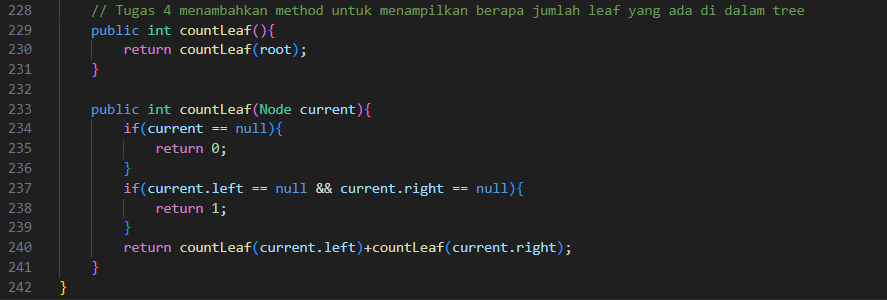 228 // Tugas 4 menambahkan method untuk menampilkan berapa jumlah leaf yang ada di dalam tree
229 public int countLeaf(){
230 return countLeaf(root);
231 }
232
233 public int countLeaf(Node current){
234 if(current == null){
235 return 0;
236 }
237 if(current.left == null && current.right == null){
238 return 1;
239 }
240 return countLeaf(current.left)+countLeaf(current.right);
241 }
242 }